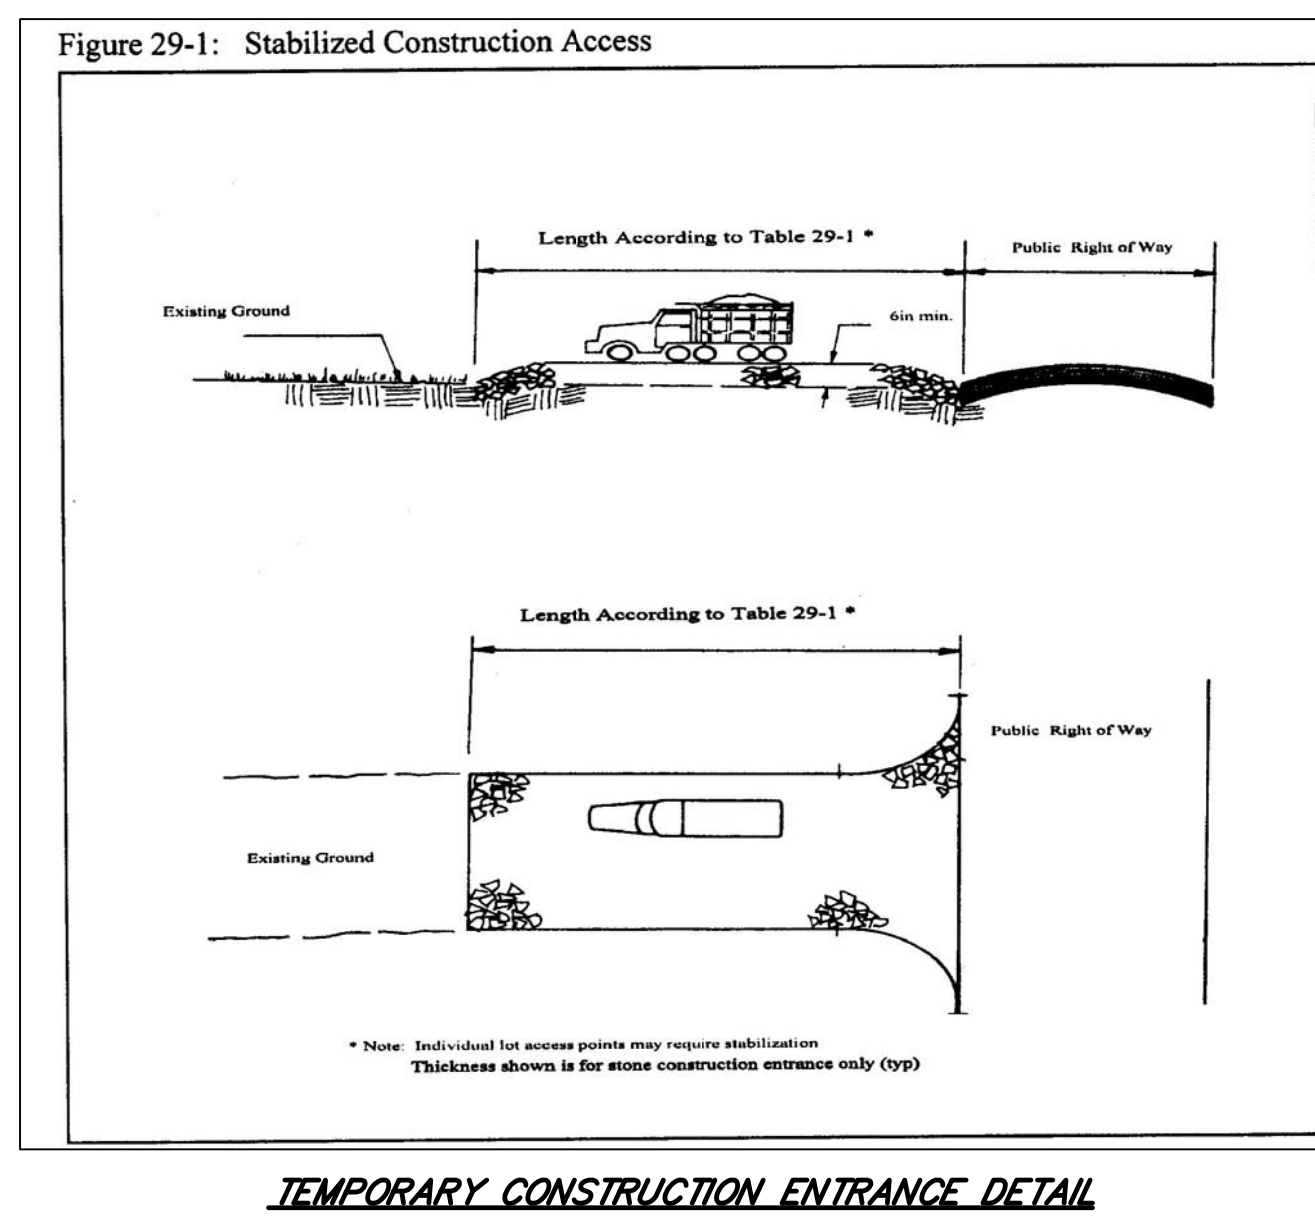 Figure 29-1: Stabilized Construction Access
Length According to Table 29-1 *
Public Right of Way
Existing Ground
6in min.
Length According to Table 29-1 *
Public Right of Way
Existing Ground
* Note: Individual lot access points may require stabilization
Thickness shown is for stone construction entrance only (typ)
TEMPORARY CONSTRUCTION ENTRANCE DETAIL